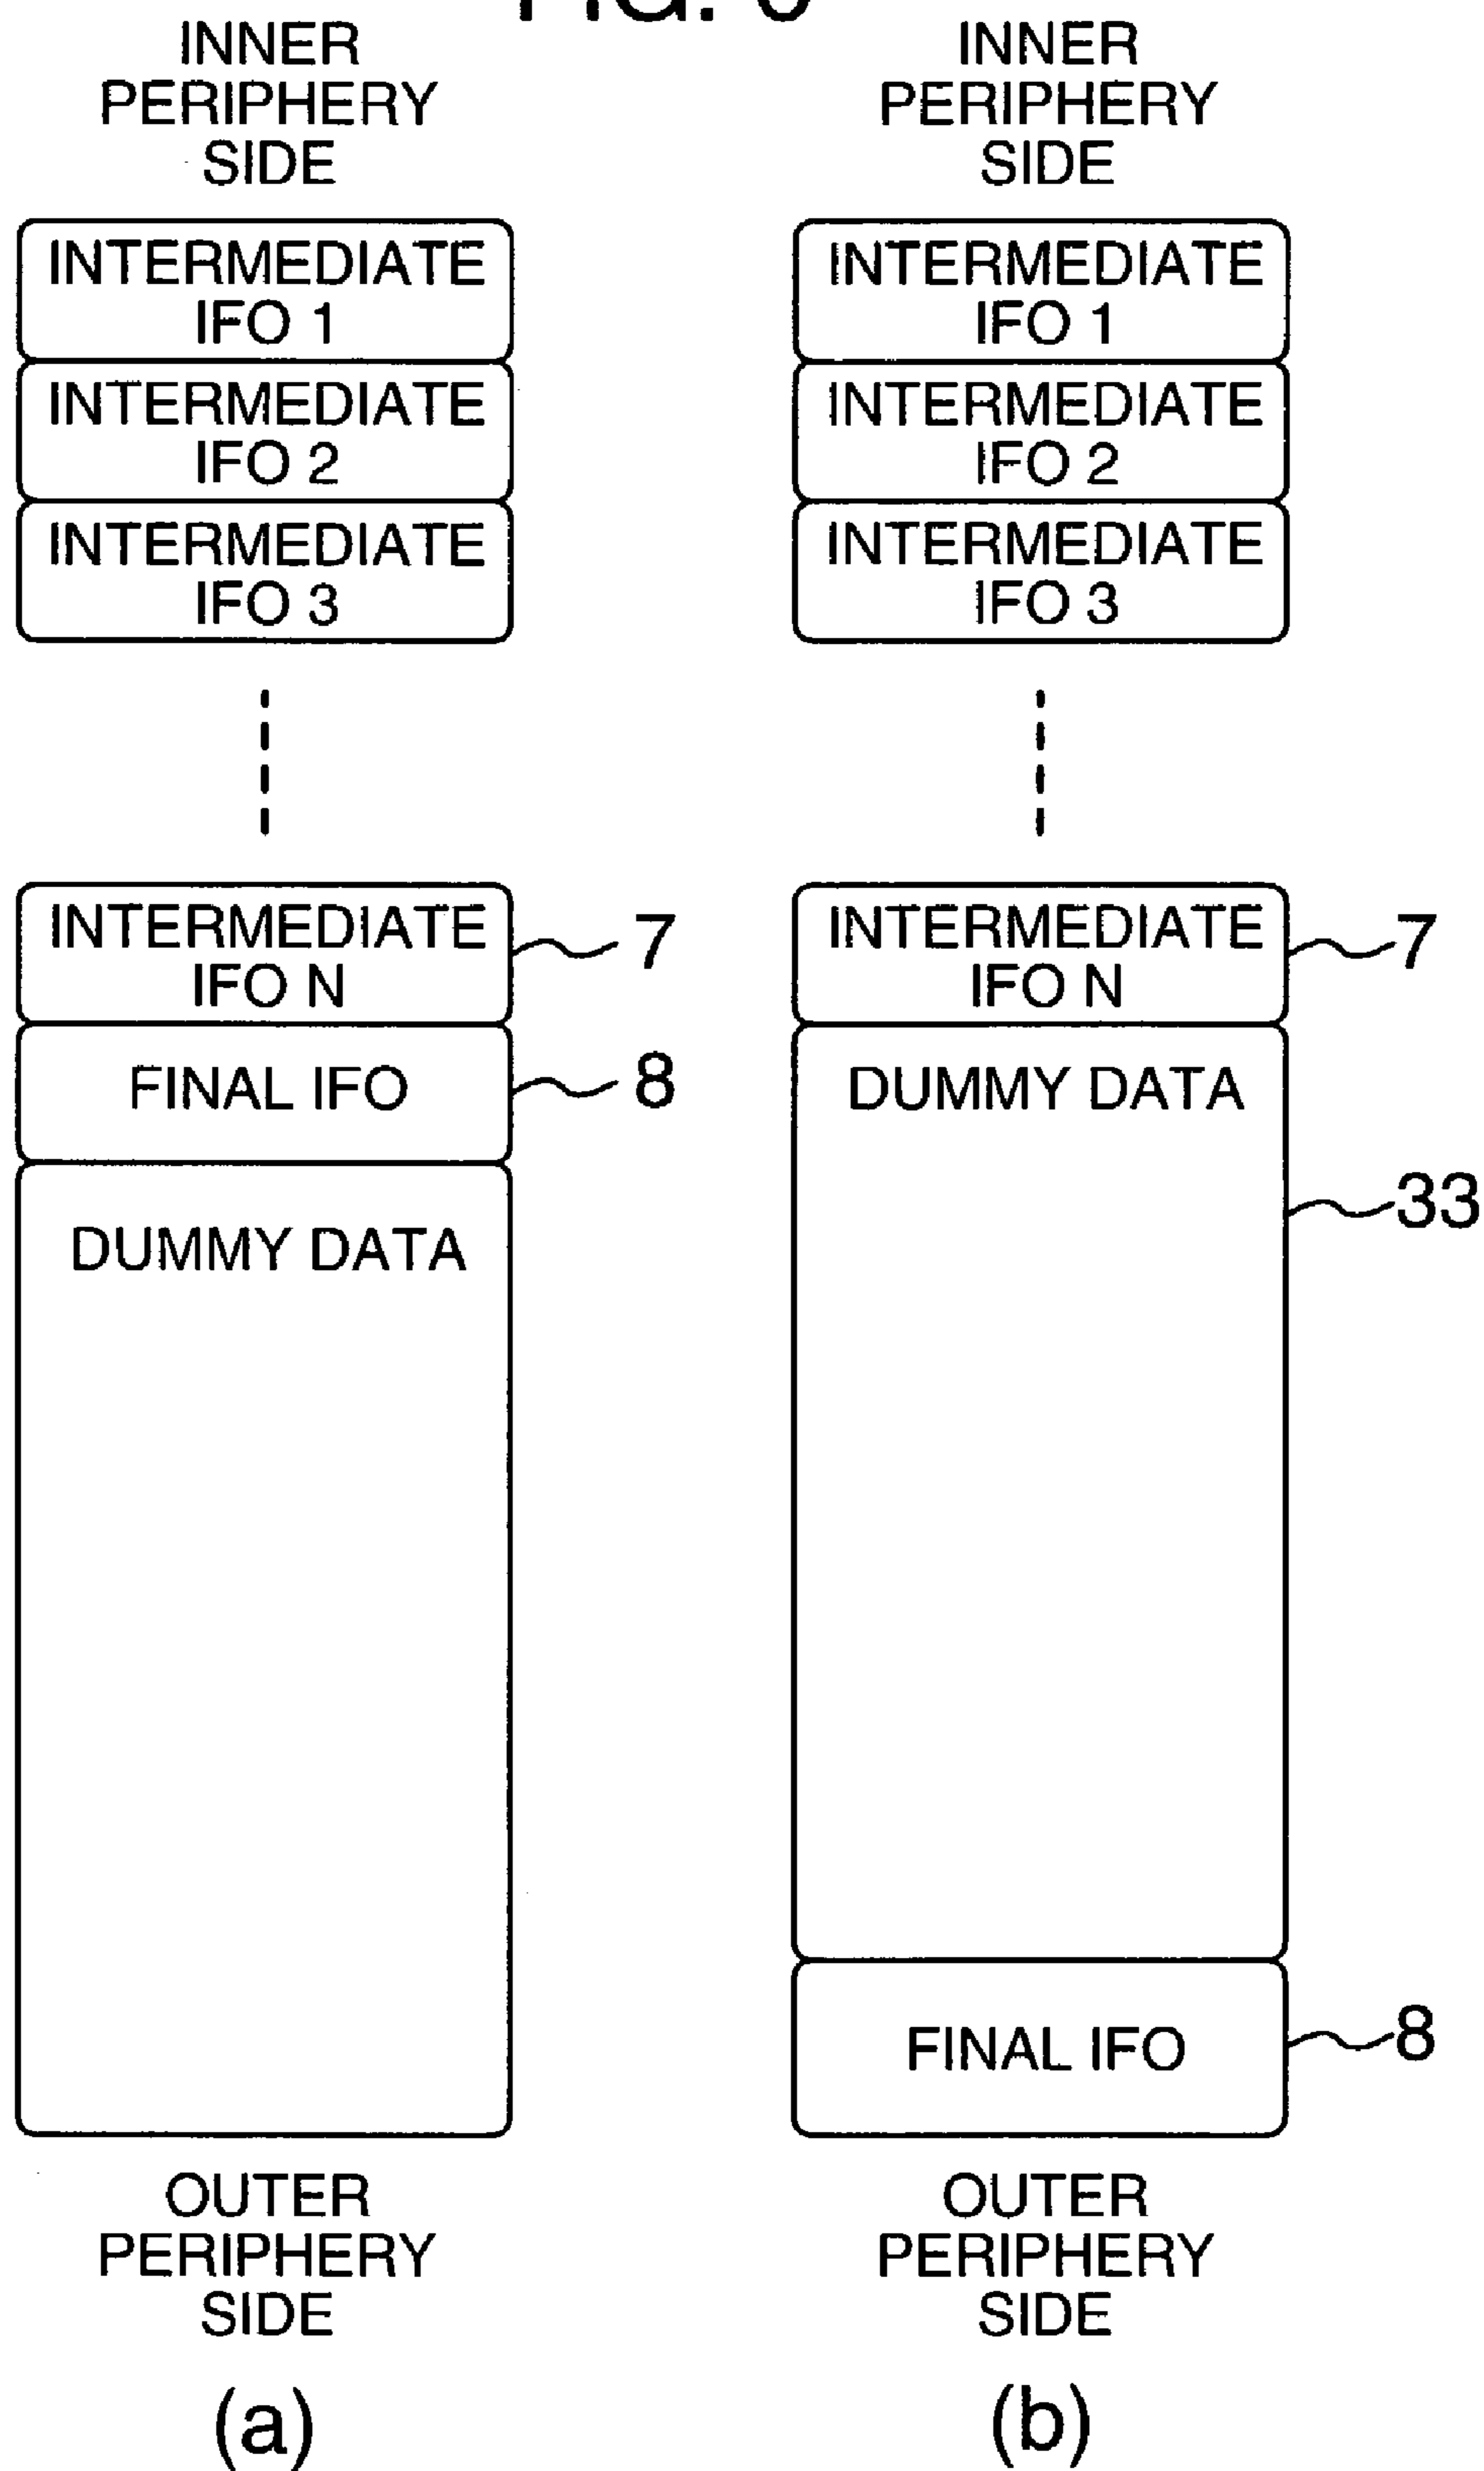 INNER
PERIPHERY
SIDE
INTERMEDIATE
IFO 1
INTERMEDIATE
IFO 2
INTERMEDIATE
IFO 3
INTERMEDIATE
IFO N
7
FINAL IFO
8
DUMMY DATA
OUTER
PERIPHERY
SIDE
(a)
INNER
PERIPHERY
SIDE
INTERMEDIATE
IFO 1
INTERMEDIATE
IFO 2
INTERMEDIATE
IFO 3
INTERMEDIATE
IFO N
7
DUMMY DATA
33
FINAL IFO
8
OUTER
PERIPHERY
SIDE
(b)